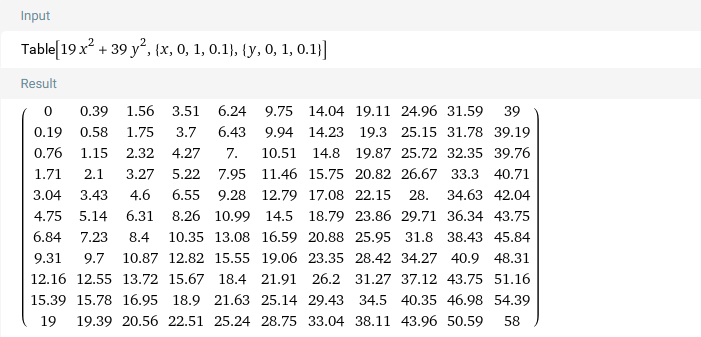 Input
Table[19 x² + 39 y², {x, 0, 1, 0.1}, {y, 0, 1, 0.1}]
Result
0 0.39 1.56 3.51 6.24 9.75 14.04 19.11 24.96 31.59 39
0.19 0.58 1.75 3.7 6.43 9.94 14.23 19.3 25.15 31.78 39.19
0.76 1.15 2.32 4.27 7. 10.51 14.8 19.87 25.72 32.35 39.76
1.71 2.1 3.27 5.22 7.95 11.46 15.75 20.82 26.67 33.3 40.71
3.04 3.43 4.6 6.55 9.28 12.79 17.08 22.15 28. 34.63 42.04
4.75 5.14 6.31 8.26 10.99 14.5 18.79 23.86 29.71 36.34 43.75
6.84 7.23 8.4 10.35 13.08 16.59 20.88 25.95 31.8 38.43 45.84
9.31 9.7 10.87 12.82 15.55 19.06 23.35 28.42 34.27 40.9 48.31
12.16 12.55 13.72 15.67 18.4 21.91 26.2 31.27 37.12 43.75 51.16
15.39 15.78 16.95 18.9 21.63 25.14 29.43 34.5 40.35 46.98 54.39
19 19.39 20.56 22.51 25.24 28.75 33.04 38.11 43.96 50.59 58